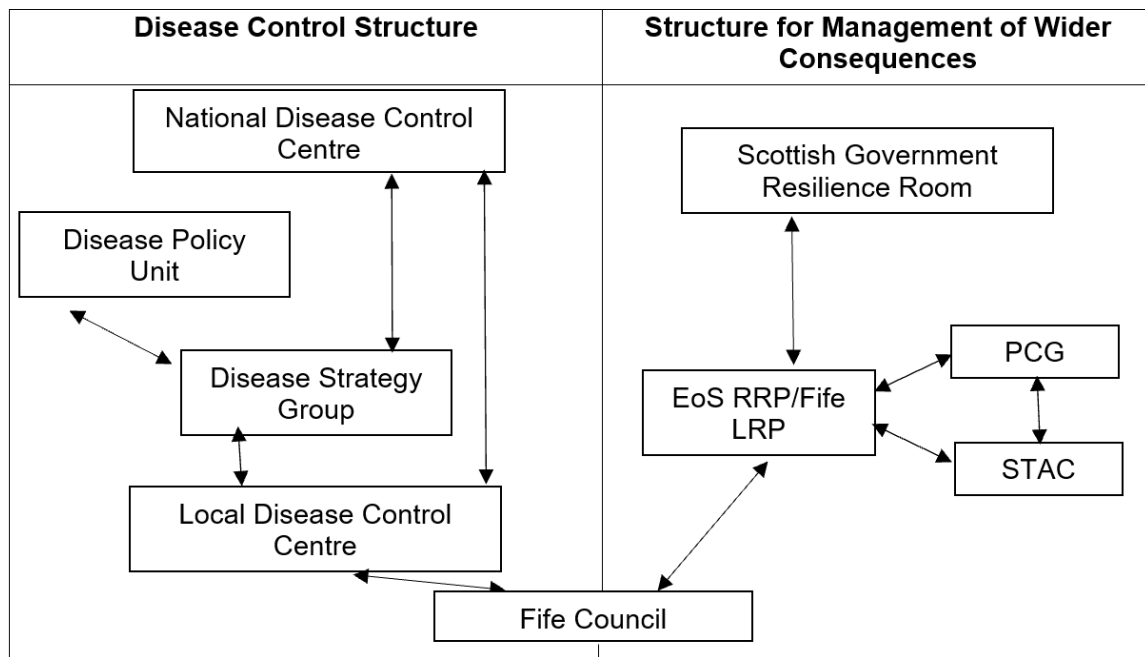 Disease Control Structure
Structure for Management of Wider
Consequences
National Disease Control
Centre
Scottish Government
Resilience Room
Disease Policy
Unit
Disease Strategy
Group
EoS RRP/Fife
LRP
PCG
STAC
Local Disease Control
Centre
Fife Council